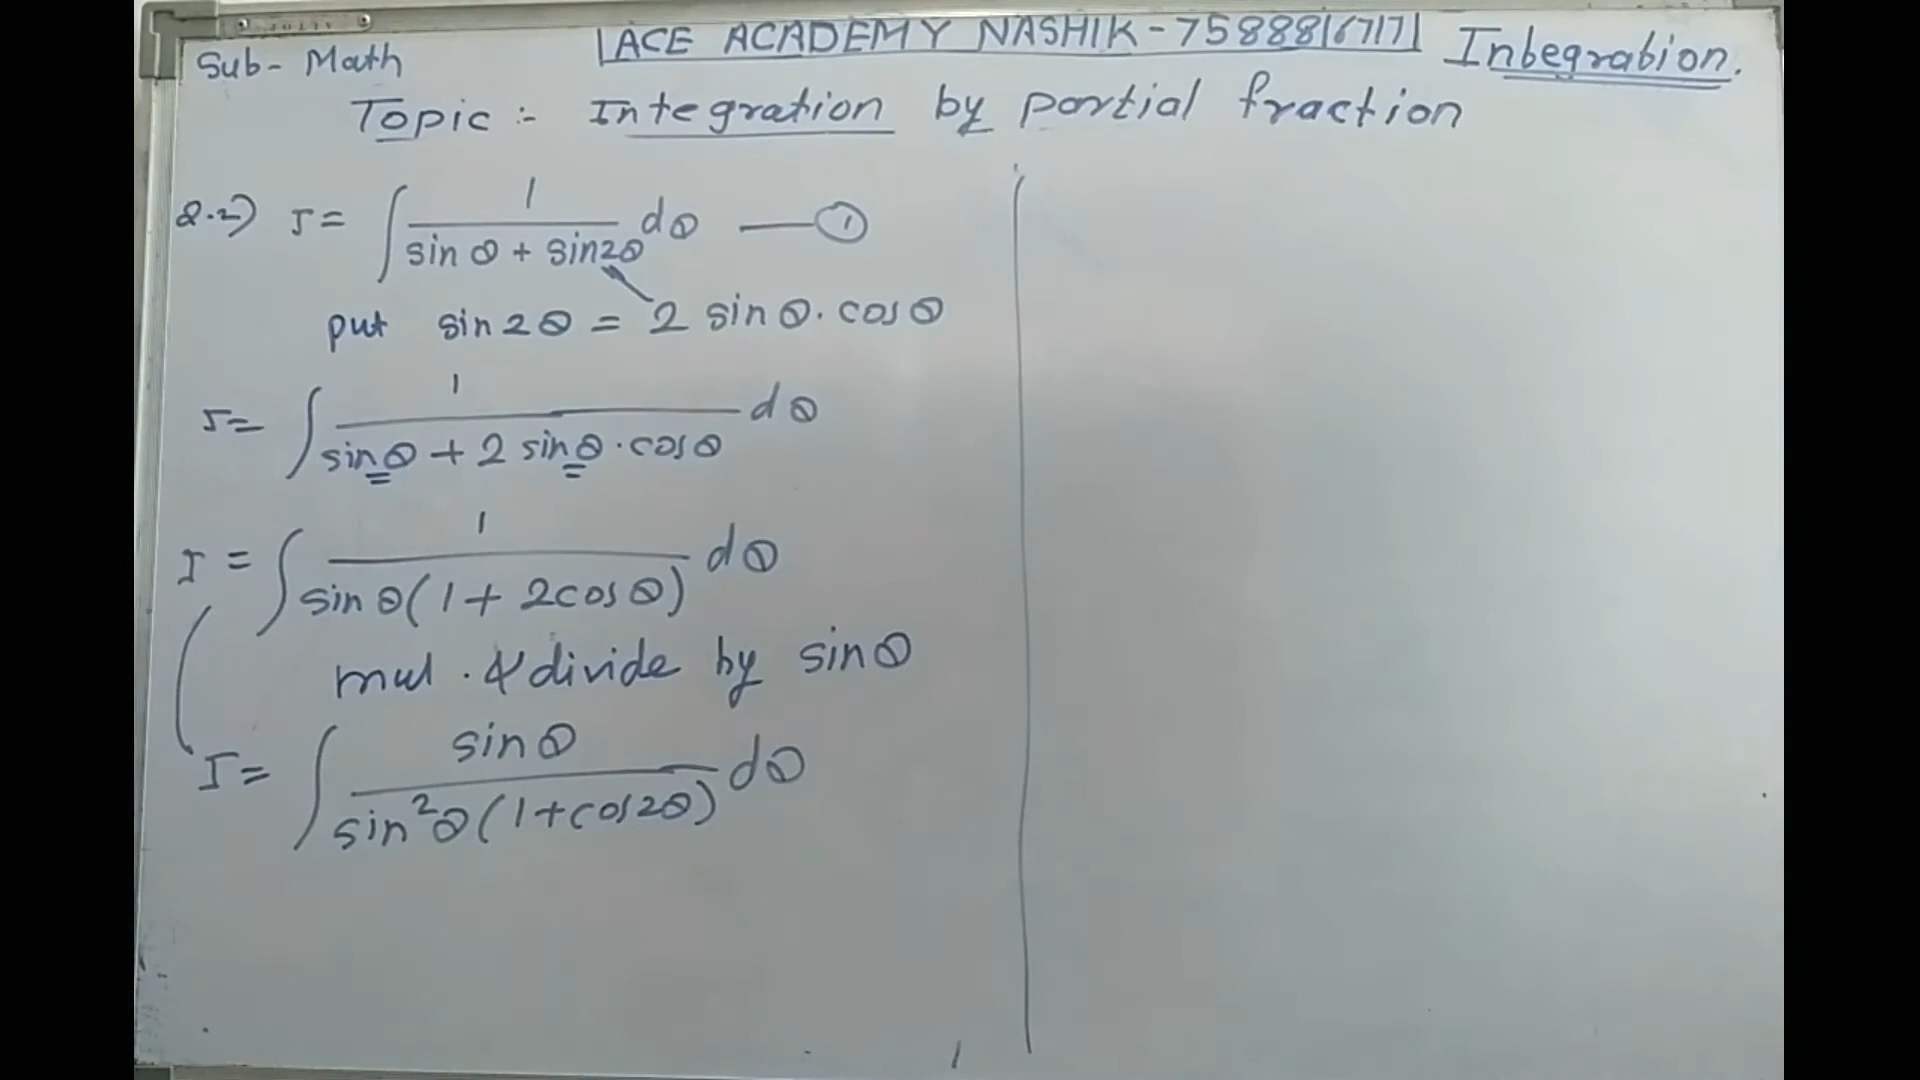 ACE ACADEMY NASHIK - 7588816717
Sub- Math
Integration.
Topic :- Integration by partial fraction
Q.2) I = ∫ 1 / (sin θ + sin2θ) dθ —— ①
put sin 2θ = 2 sin θ . cos θ
I = ∫ 1 / (sin θ + 2 sin θ . cos θ) dθ
I = ∫ 1 / (sin θ (1 + 2cos θ)) dθ
mul . & divide by sin θ
I = ∫ sin θ / (sin²θ (1+cos2θ)) dθ